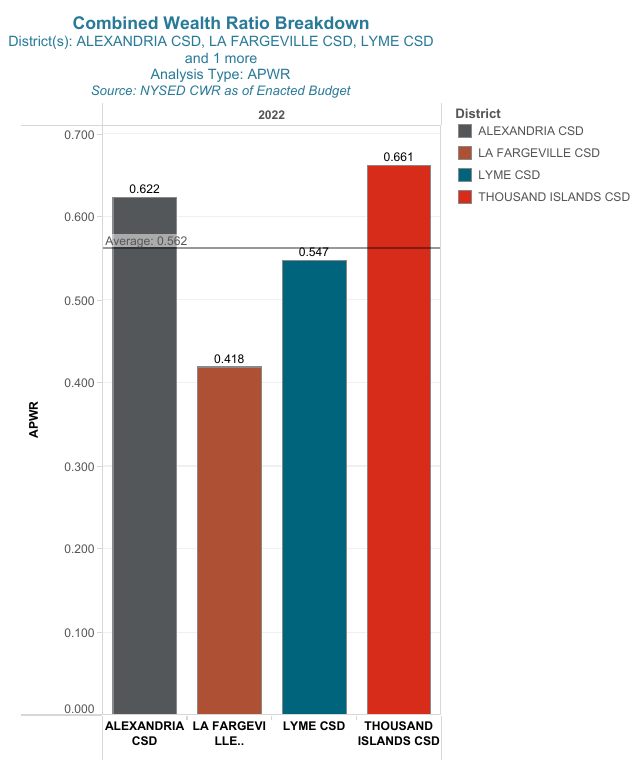 Combined Wealth Ratio Breakdown
District(s): ALEXANDRIA CSD, LA FARGEVILLE CSD, LYME CSD
and 1 more
Analysis Type: APWR
Source: NYSED CWR as of Enacted Budget
2022
District
ALEXANDRIA CSD
LA FARGEVILLE CSD
LYME CSD
THOUSAND ISLANDS CSD
0.700
0.661
0.622
0.600
Average: 0.562
0.547
0.500
0.418
0.400
APWR
0.300
0.200
0.100
0.000
ALEXANDRIA
CSD
LA FARGEVI
LLE..
LYME CSD
THOUSAND
ISLANDS CSD